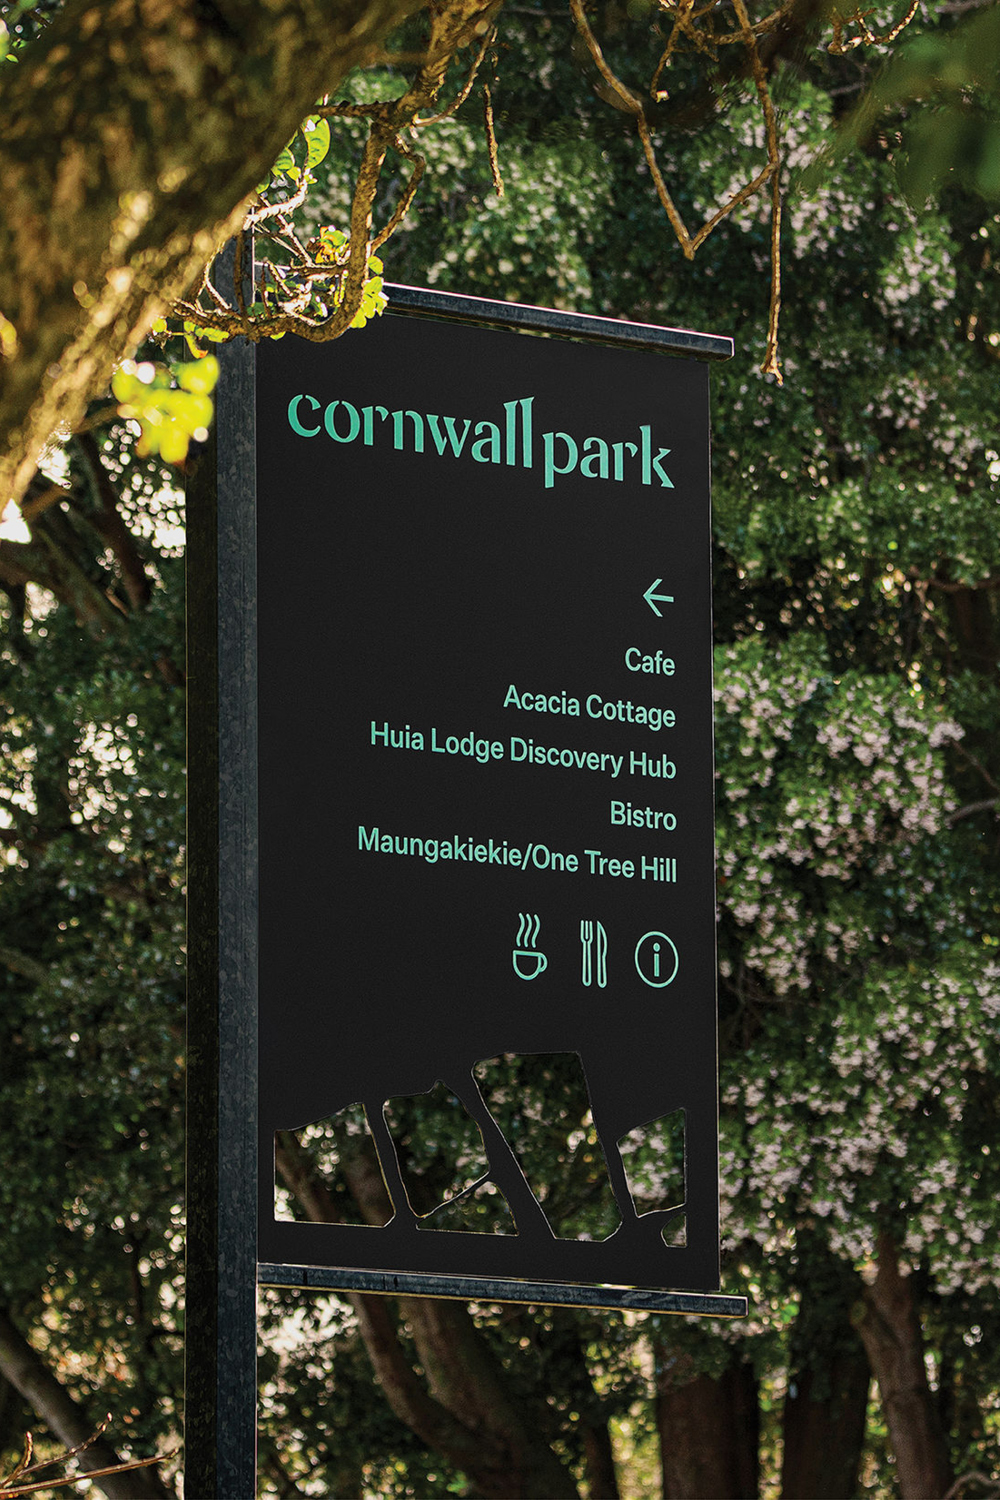 cornwall park
←
Cafe
Acacia Cottage
Huia Lodge Discovery Hub
Bistro
Maungakiekie/One Tree Hill
i